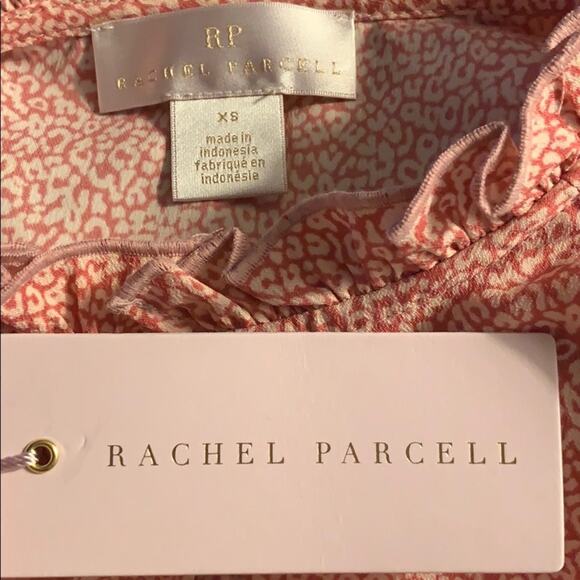 RP
RACHEL PARCELL
XS
made in
indonesia
fabriqué en
indonésie
RACHEL PARCELL